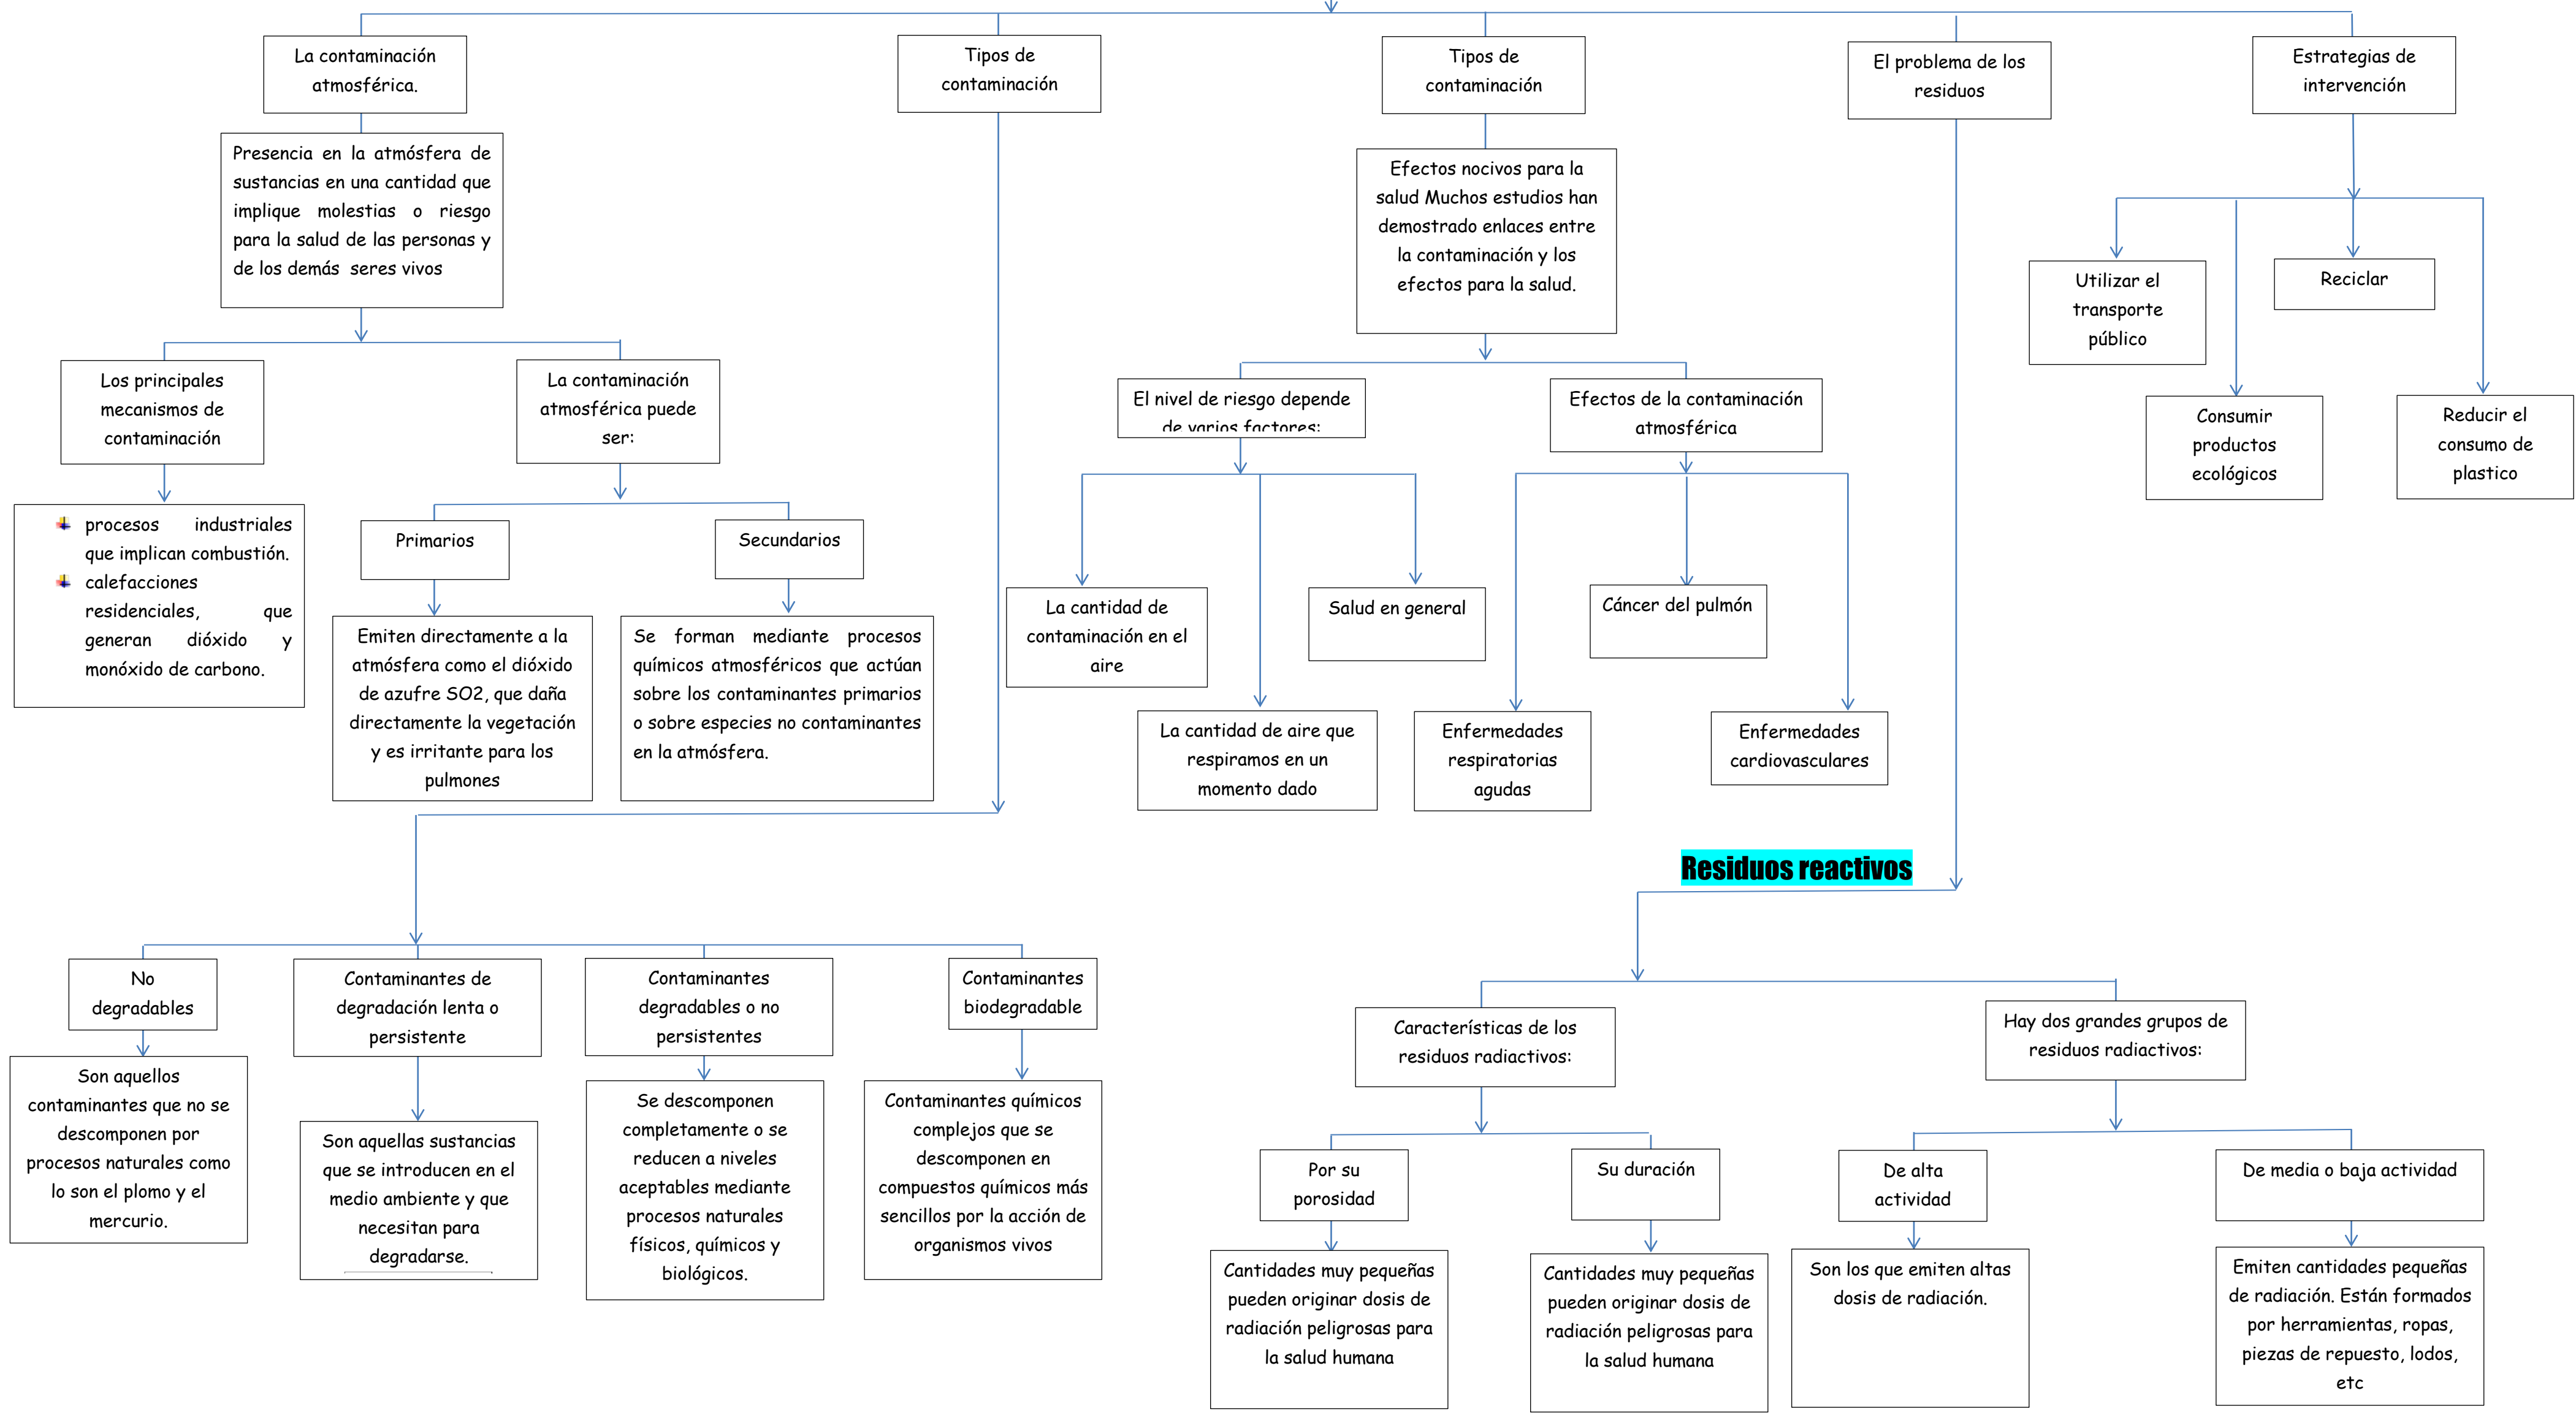 La contaminación
atmosférica.
Presencia en la atmósfera de
sustancias en una cantidad que
implique molestias o riesgo
para la salud de las personas y
de los demás seres vivos
Los principales
mecanismos de
contaminación
procesos industriales
que implican combustión.
calefacciones
residenciales, que
generan dióxido y
monóxido de carbono.
La contaminación
atmosférica puede
ser:
Primarios
Emiten directamente a la
atmósfera como el dióxido
de azufre SO2, que daña
directamente la vegetación
y es irritante para los
pulmones
Secundarios
Se forman mediante procesos
químicos atmosféricos que actúan
sobre los contaminantes primarios
o sobre especies no contaminantes
en la atmósfera.
Tipos de
contaminación
No
degradables
Son aquellos
contaminantes que no se
descomponen por
procesos naturales como
lo son el plomo y el
mercurio.
Contaminantes de
degradación lenta o
persistente
Son aquellas sustancias
que se introducen en el
medio ambiente y que
necesitan para
degradarse.
Contaminantes
degradables o no
persistentes
Se descomponen
completamente o se
reducen a niveles
aceptables mediante
procesos naturales
físicos, químicos y
biológicos.
Contaminantes
biodegradable
Contaminantes químicos
complejos que se
descomponen en
compuestos químicos más
sencillos por la acción de
organismos vivos
Tipos de
contaminación
Efectos nocivos para la
salud Muchos estudios han
demostrado enlaces entre
la contaminación y los
efectos para la salud.
El nivel de riesgo depende
de varios factores:
La cantidad de
contaminación en el
aire
La cantidad de aire que
respiramos en un
momento dado
Salud en general
Efectos de la contaminación
atmosférica
Enfermedades
respiratorias
agudas
Cáncer del pulmón
Enfermedades
cardiovasculares
El problema de los
residuos
Residuos reactivos
Características de los
residuos radiactivos:
Por su
porosidad
Cantidades muy pequeñas
pueden originar dosis de
radiación peligrosas para
la salud humana
Su duración
Cantidades muy pequeñas
pueden originar dosis de
radiación peligrosas para
la salud humana
Hay dos grandes grupos de
residuos radiactivos:
De alta
actividad
Son los que emiten altas
dosis de radiación.
De media o baja actividad
Emiten cantidades pequeñas
de radiación. Están formados
por herramientas, ropas,
piezas de repuesto, lodos,
etc
Estrategias de
intervención
Utilizar el
transporte
público
Consumir
productos
ecológicos
Reciclar
Reducir el
consumo de
plastico